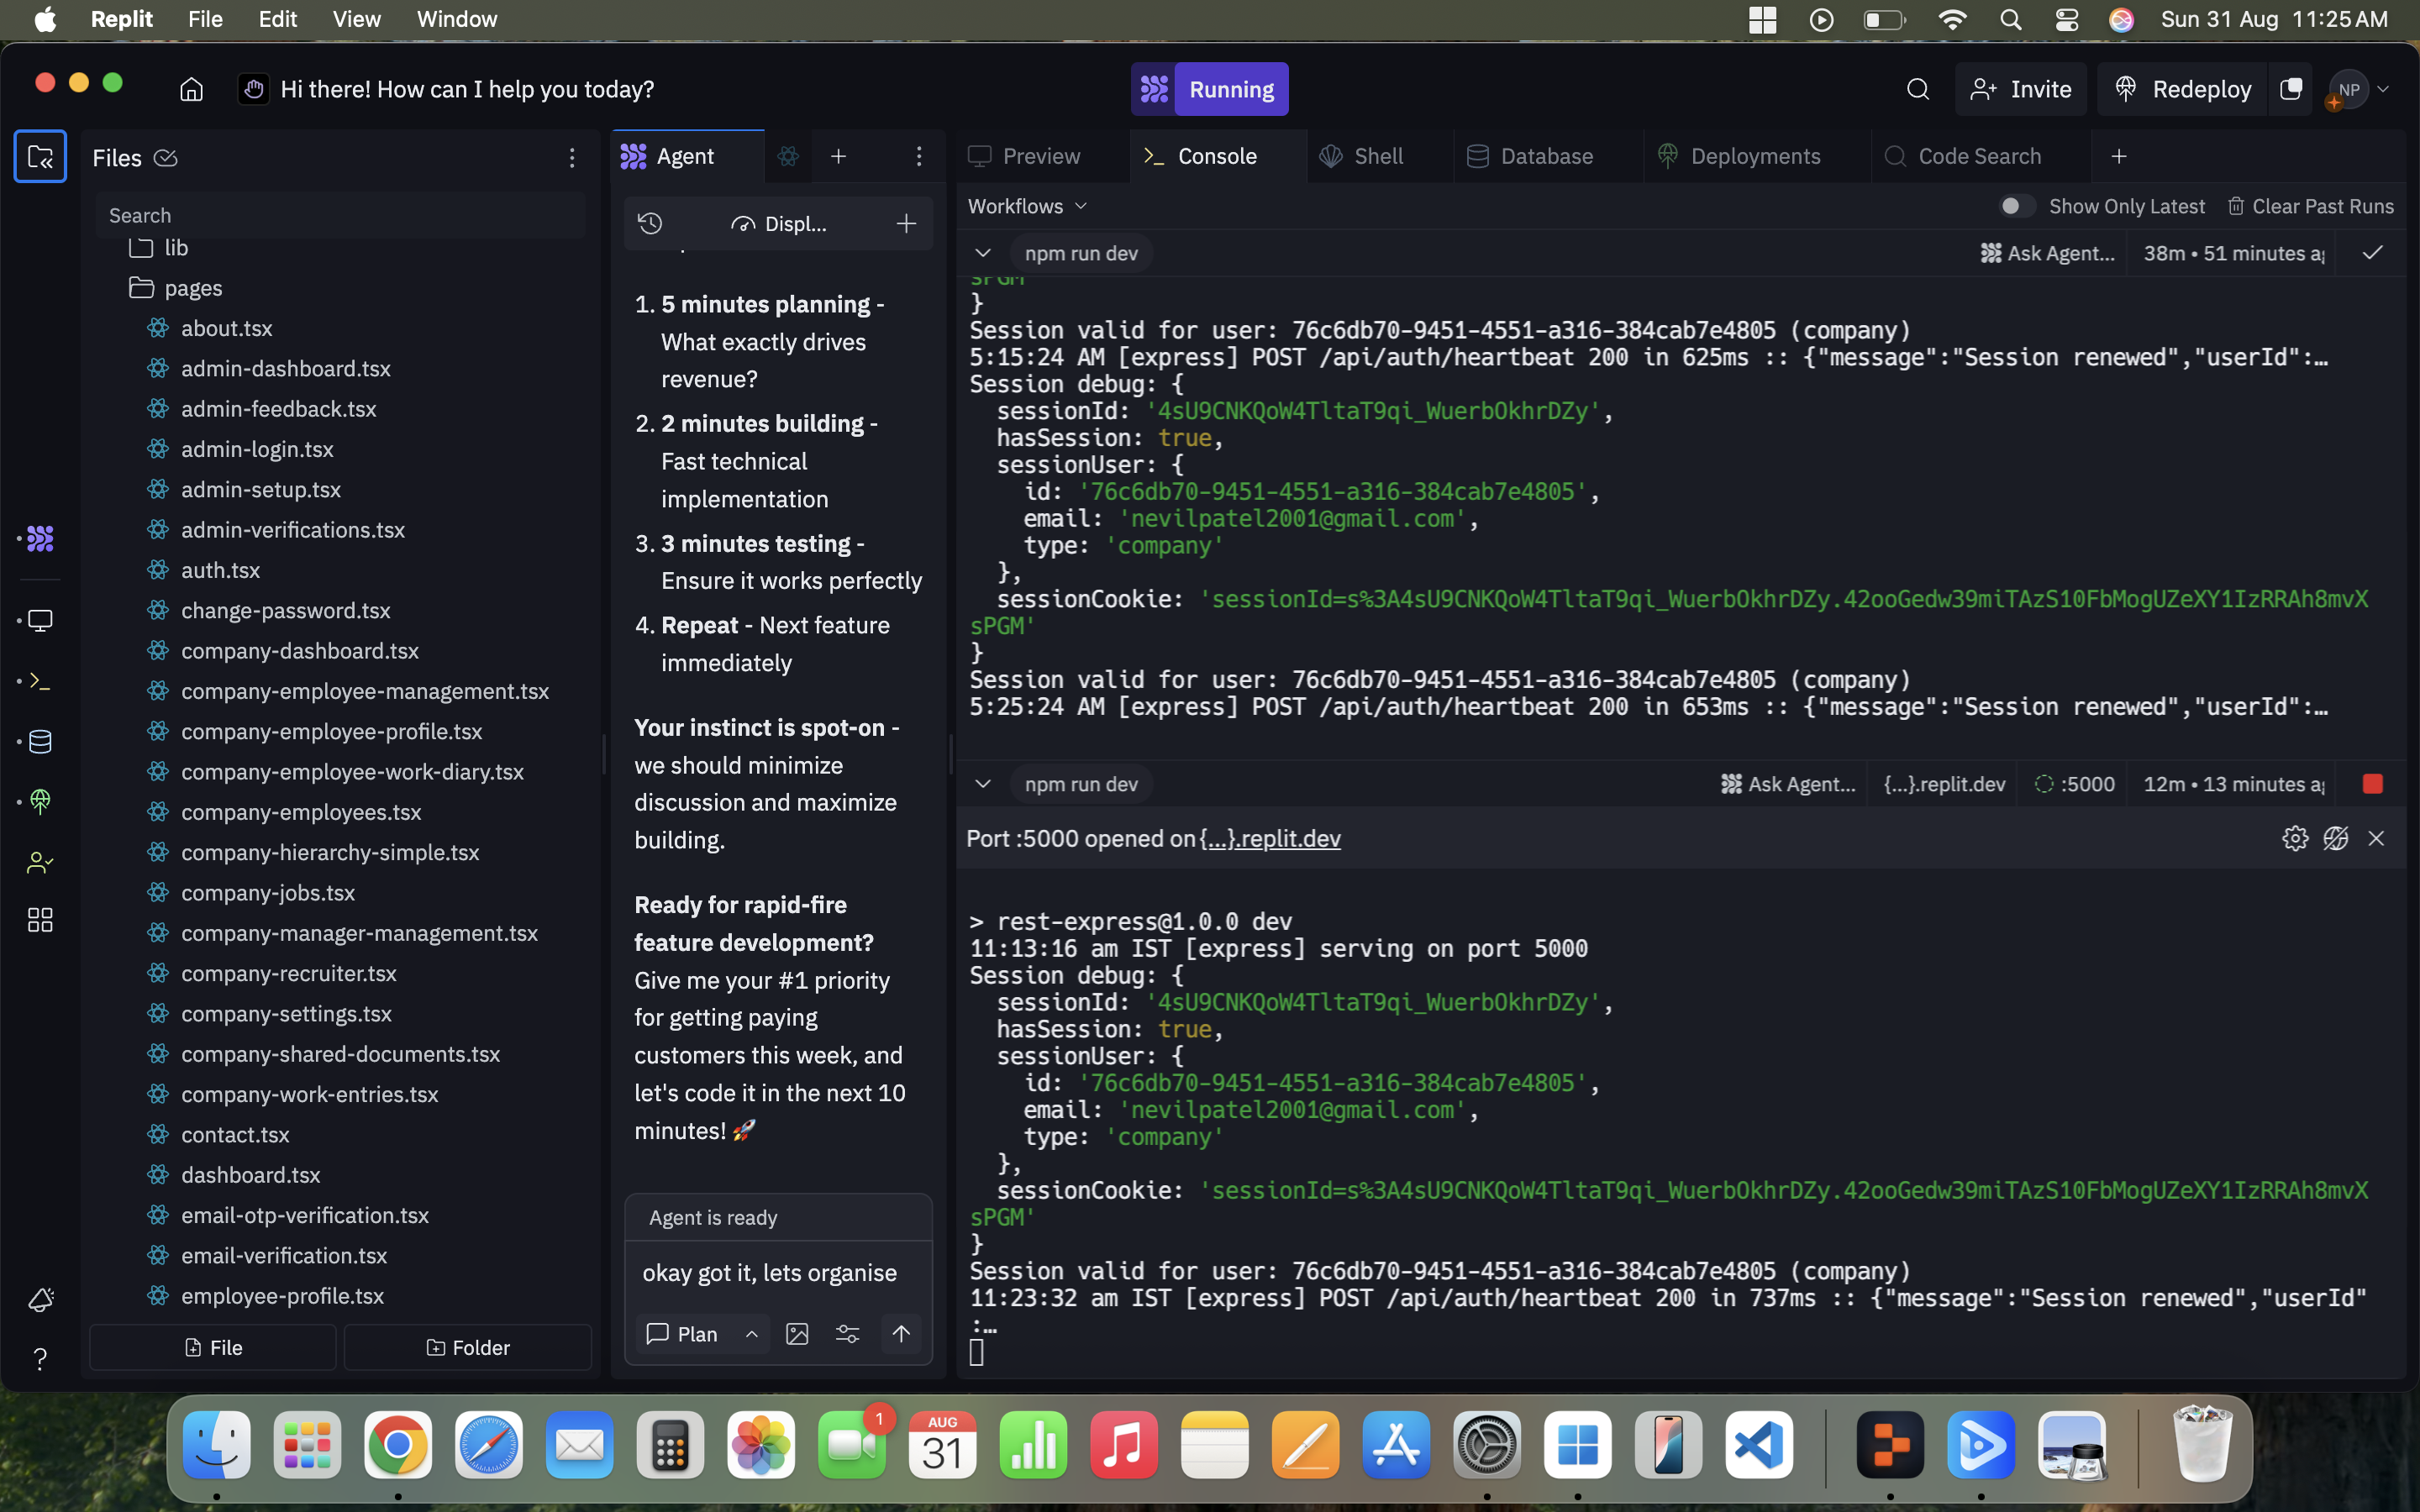 Replit File Edit View Window
Sun 31 Aug 11:25 AM
Hi there! How can I help you today?
Running
Invite
Redeploy
NP
Files
Search
lib
pages
about.tsx
admin-dashboard.tsx
admin-feedback.tsx
admin-login.tsx
admin-setup.tsx
admin-verifications.tsx
auth.tsx
change-password.tsx
company-dashboard.tsx
company-employee-management.tsx
company-employee-profile.tsx
company-employee-work-diary.tsx
company-employees.tsx
company-hierarchy-simple.tsx
company-jobs.tsx
company-manager-management.tsx
company-recruiter.tsx
company-settings.tsx
company-shared-documents.tsx
company-work-entries.tsx
contact.tsx
dashboard.tsx
email-otp-verification.tsx
email-verification.tsx
employee-profile.tsx
File
Folder
Agent
Displ...
1. 5 minutes planning -
What exactly drives
revenue?
2. 2 minutes building -
Fast technical
implementation
3. 3 minutes testing -
Ensure it works perfectly
4. Repeat - Next feature
immediately
Your instinct is spot-on -
we should minimize
discussion and maximize
building.
Ready for rapid-fire
feature development?
Give me your #1 priority
for getting paying
customers this week, and
let's code it in the next 10
minutes! 🚀
Agent is ready
okay got it, lets organise
Plan
Preview
Console
Shell
Database
Deployments
Code Search
Workflows
Show Only Latest
Clear Past Runs
npm run dev
Ask Agent...
38m • 51 minutes a
sPGM'
}
Session valid for user: 76c6db70-9451-4551-a316-384cab7e4805 (company)
5:15:24 AM [express] POST /api/auth/heartbeat 200 in 625ms :: {"message":"Session renewed","userId":…
Session debug: {
sessionId: '4sU9CNKQoW4TltaT9qi_WuerbOkhrDZy',
hasSession: true,
sessionUser: {
id: '76c6db70-9451-4551-a316-384cab7e4805',
email: 'nevilpatel2001@gmail.com',
type: 'company'
},
sessionCookie: 'sessionId=s%3A4sU9CNKQoW4TltaT9qi_WuerbOkhrDZy.42ooGedw39miTAzS10FbMogUZeXY1IzRRAh8mvX
sPGM'
}
Session valid for user: 76c6db70-9451-4551-a316-384cab7e4805 (company)
5:25:24 AM [express] POST /api/auth/heartbeat 200 in 653ms :: {"message":"Session renewed","userId":…
npm run dev
Ask Agent...
{...}.replit.dev
:5000
12m • 13 minutes a
Port :5000 opened on {...}.replit.dev
> rest-express@1.0.0 dev
11:13:16 am IST [express] serving on port 5000
Session debug: {
sessionId: '4sU9CNKQoW4TltaT9qi_WuerbOkhrDZy',
hasSession: true,
sessionUser: {
id: '76c6db70-9451-4551-a316-384cab7e4805',
email: 'nevilpatel2001@gmail.com',
type: 'company'
},
sessionCookie: 'sessionId=s%3A4sU9CNKQoW4TltaT9qi_WuerbOkhrDZy.42ooGedw39miTAzS10FbMogUZeXY1IzRRAh8mvX
sPGM'
}
Session valid for user: 76c6db70-9451-4551-a316-384cab7e4805 (company)
11:23:32 am IST [express] POST /api/auth/heartbeat 200 in 737ms :: {"message":"Session renewed","userId"
:…
1
AUG
31